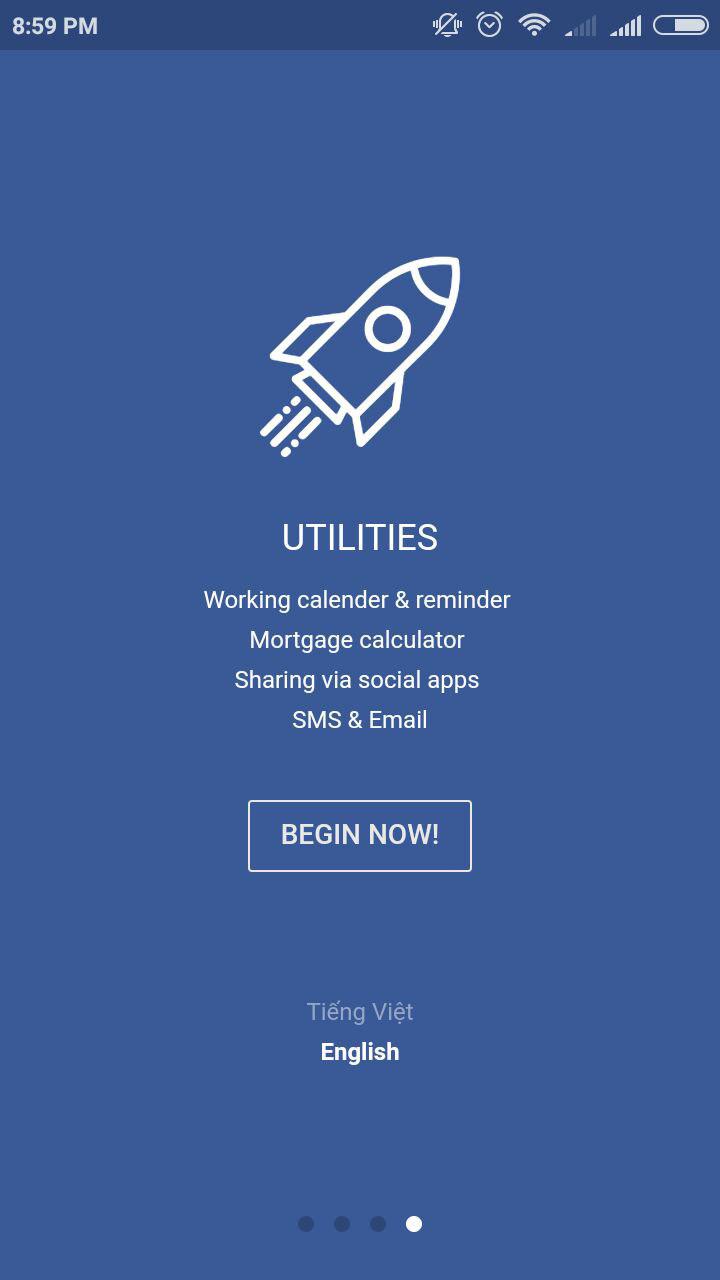 8:59 PM
UTILITIES
Working calender & reminder
Mortgage calculator
Sharing via social apps
SMS & Email
BEGIN NOW!
Tiếng Việt
English